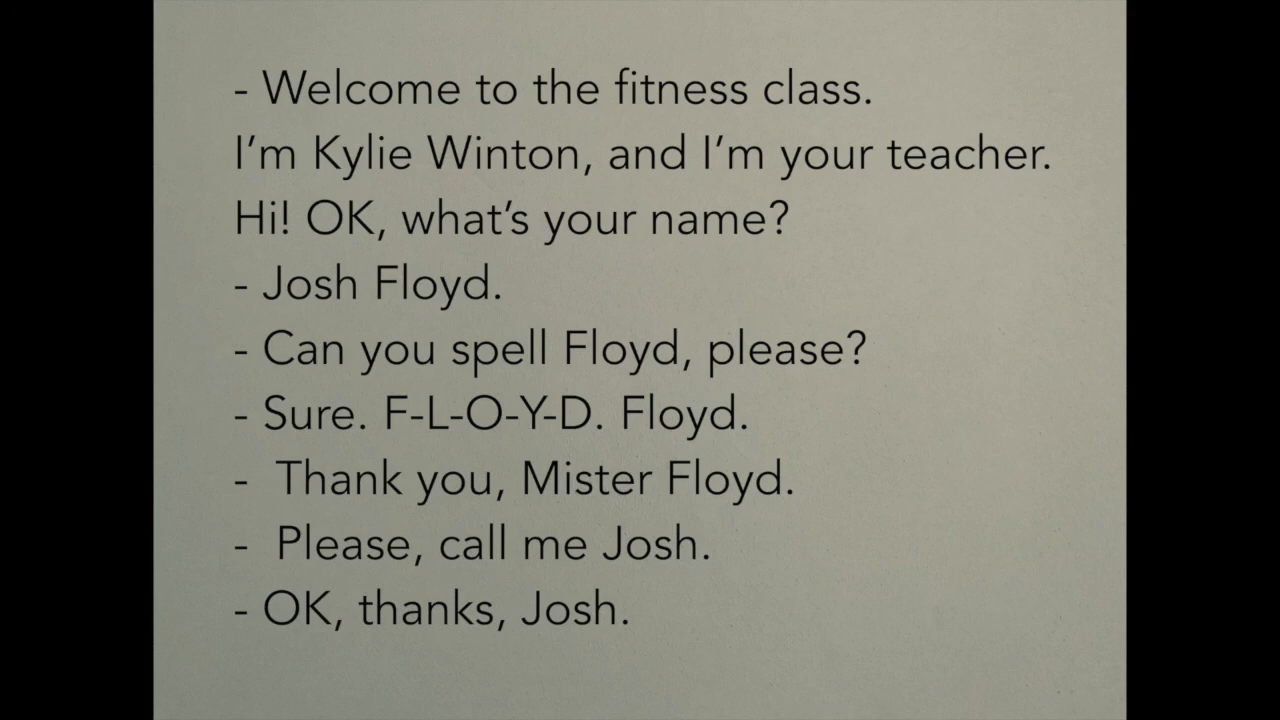 - Welcome to the fitness class.
I’m Kylie Winton, and I’m your teacher.
Hi! OK, what’s your name?
- Josh Floyd.
- Can you spell Floyd, please?
- Sure. F-L-O-Y-D. Floyd.
-  Thank you, Mister Floyd.
-  Please, call me Josh.
- OK, thanks, Josh.